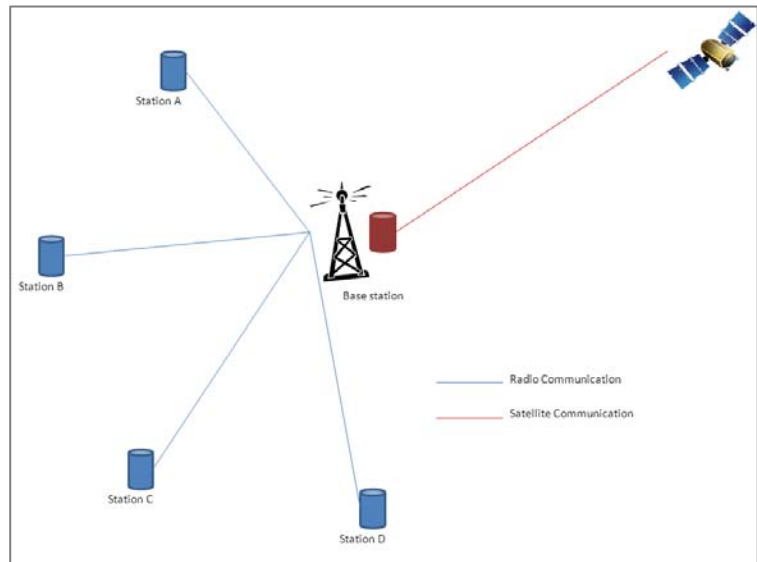 Station A
Station B
Base station
Radio Communication
Satellite Communication
Station C
Station D